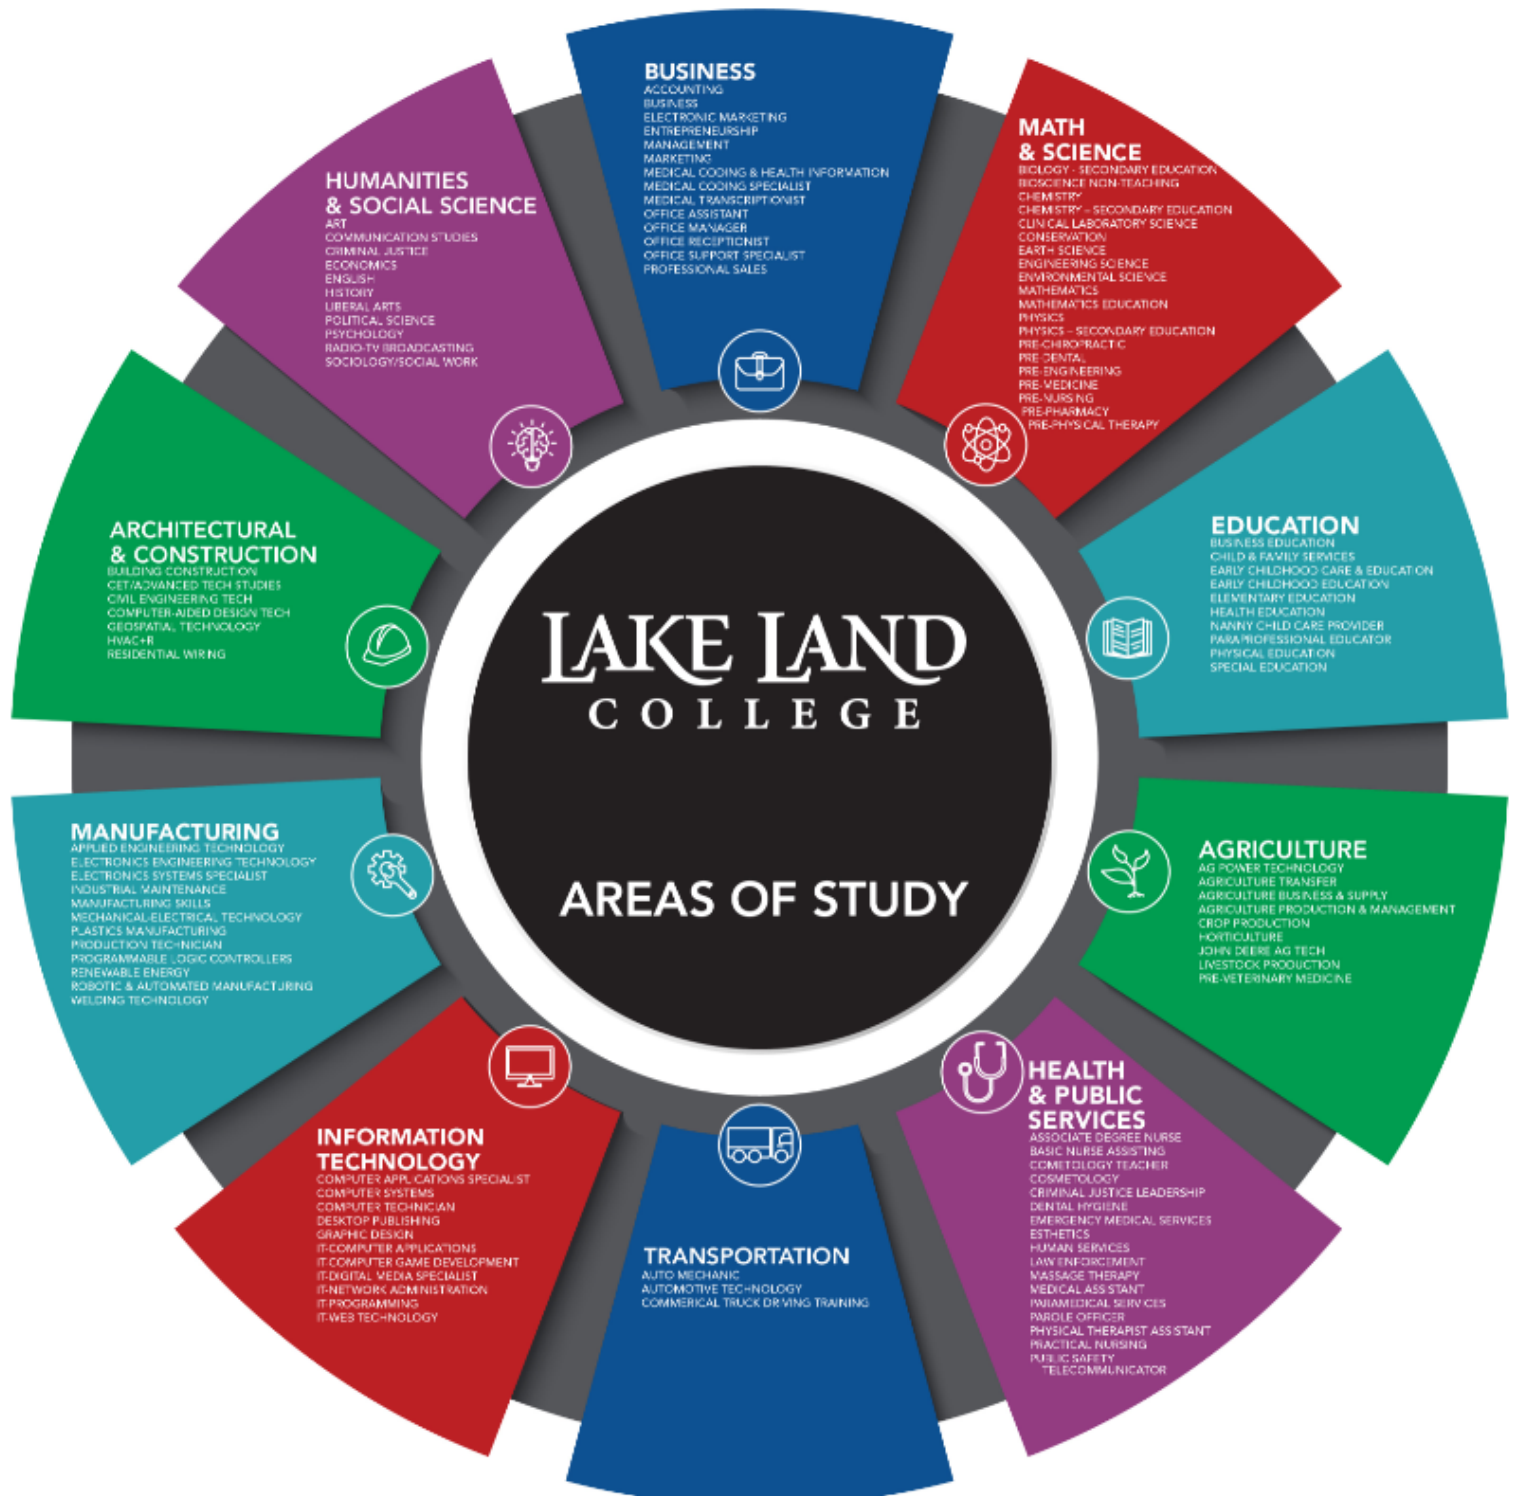 BUSINESS
ACCOUNTING
BUSINESS
ELECTRONIC MARKETING
ENTREPRENEURSHIP
MANAGEMENT
MARKETING
MEDICAL CODING & HEALTH INFORMATION
MEDICAL CODING SPECIALIST
MEDICAL TRANSCRIPTIONIST
OFFICE ASSISTANT
OFFICE MANAGER
OFFICE RECEPTIONIST
OFFICE SUPPORT SPECIALIST
PROFESSIONAL SALES
MATH
& SCIENCE
BIOLOGY - SECONDARY EDUCATION
BIOSCIENCE NON-TEACHING
CHEMISTRY
CHEMISTRY – SECONDARY EDUCATION
CLINICAL LABORATORY SCIENCE
CONSERVATION
EARTH SCIENCE
ENGINEERING SCIENCE
ENVIRONMENTAL SCIENCE
MATHEMATICS
MATHEMATICS EDUCATION
PHYSICS
PHYSICS – SECONDARY EDUCATION
PRE-CHIROPRACTIC
PRE-DENTAL
PRE-ENGINEERING
PRE-MEDICINE
PRE-NURSING
PRE-PHARMACY
PRE-PHYSICAL THERAPY
EDUCATION
BUSINESS EDUCATION
CHILD & FAMILY SERVICES
EARLY CHILDHOOD CARE & EDUCATION
EARLY CHILDHOOD EDUCATION
ELEMENTARY EDUCATION
HEALTH EDUCATION
NANNY CHILD CARE PROVIDER
PARAPROFESSIONAL EDUCATOR
PHYSICAL EDUCATION
SPECIAL EDUCATION
AGRICULTURE
AG POWER TECHNOLOGY
AGRICULTURE TRANSFER
AGRICULTURE BUSINESS & SUPPLY
AGRICULTURE PRODUCTION & MANAGEMENT
CROP PRODUCTION
HORTICULTURE
JOHN DEERE AG TECH
LIVESTOCK PRODUCTION
PRE-VETERINARY MEDICINE
HEALTH
& PUBLIC
SERVICES
ASSOCIATE DEGREE NURSE
BASIC NURSE ASSISTING
COMETOLOGY TEACHER
COSMETOLOGY
CRIMINAL JUSTICE LEADERSHIP
DENTAL HYGIENE
EMERGENCY MEDICAL SERVICES
ESTHETICS
HUMAN SERVICES
LAW ENFORCEMENT
MASSAGE THERAPY
MEDICAL ASSISTANT
PARAMEDICAL SERVICES
PAROLE OFFICER
PHYSICAL THERAPIST ASSISTANT
PRACTICAL NURSING
PUBLIC SAFETY
TELECOMMUNICATOR
TRANSPORTATION
AUTO MECHANIC
AUTOMOTIVE TECHNOLOGY
COMMERICAL TRUCK DRIVING TRAINING
INFORMATION
TECHNOLOGY
COMPUTER APPLICATIONS SPECIALIST
COMPUTER SYSTEMS
COMPUTER TECHNICIAN
DESKTOP PUBLISHING
GRAPHIC DESIGN
IT-COMPUTER APPLICATIONS
IT-COMPUTER GAME DEVELOPMENT
IT-DIGITAL MEDIA SPECIALIST
IT-NETWORK ADMINISTRATION
IT-PROGRAMMING
IT-WEB TECHNOLOGY
MANUFACTURING
APPLIED ENGINEERING TECHNOLOGY
ELECTRONICS ENGINEERING TECHNOLOGY
ELECTRONICS SYSTEMS SPECIALIST
INDUSTRIAL MAINTENANCE
MANUFACTURING SKILLS
MECHANICAL-ELECTRICAL TECHNOLOGY
PLASTICS MANUFACTURING
PRODUCTION TECHNICIAN
PROGRAMMABLE LOGIC CONTROLLERS
RENEWABLE ENERGY
ROBOTIC & AUTOMATED MANUFACTURING
WELDING TECHNOLOGY
ARCHITECTURAL
& CONSTRUCTION
BUILDING CONSTRUCTION
CET/ADVANCED TECH STUDIES
CIVIL ENGINEERING TECH
COMPUTER-AIDED DESIGN TECH
GEOSPATIAL TECHNOLOGY
HVAC+R
RESIDENTIAL WIRING
HUMANITIES
& SOCIAL SCIENCE
ART
COMMUNICATION STUDIES
CRIMINAL JUSTICE
ECONOMICS
ENGLISH
HISTORY
LIBERAL ARTS
POLITICAL SCIENCE
PSYCHOLOGY
RADIO-TV BROADCASTING
SOCIOLOGY/SOCIAL WORK
LAKE LAND
COLLEGE
AREAS OF STUDY